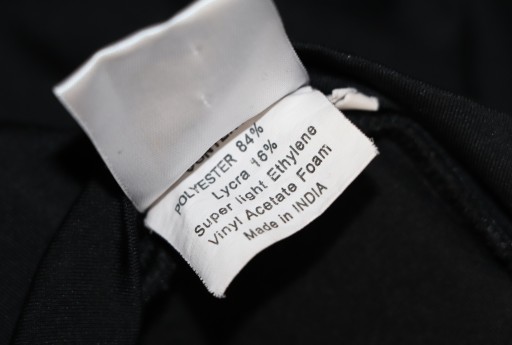 POLYESTER 84%
Lycra 16%
Super light Ethylene
Vinyl Acetate Foam
Made in INDIA